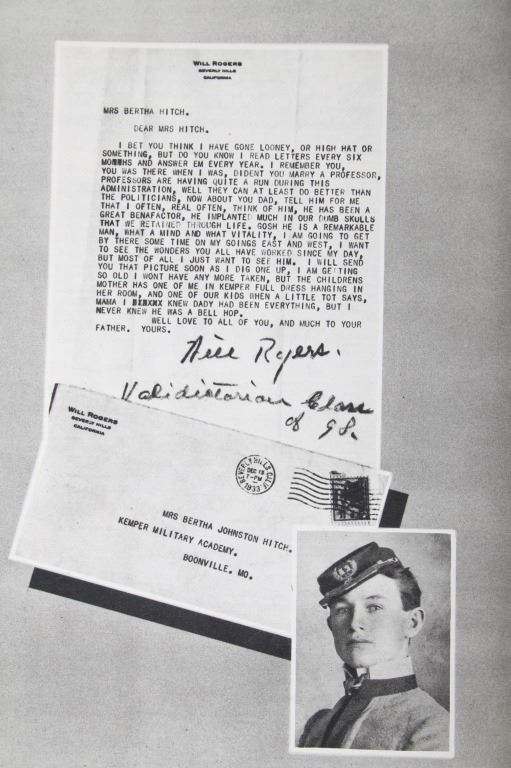 WILL ROGERS
BEVERLY HILLS
CALIFORNIA
MRS BERTHA HITCH.
DEAR MRS HITCH.
I BET YOU THINK I HAVE GONE LOONEY, OR HIGH HAT OR
SOMETHING, BUT DO YOU KNOW I READ LETTERS EVERY SIX
MONTHS AND ANSWER EM EVERY YEAR. I REMEMBER YOU,
YOU WAS THERE WHEN I WAS, DIDENT YOU MARRY A PROFESSOR,
PROFESSORS ARE HAVING QUITE A RUN DURING THIS
ADMINISTRATION, WELL THEY CAN AT LEAST DO BETTER THAN
THE POLITICIANS, NOW ABOUT YOU DAD, TELL HIM FOR ME
THAT I OFTEN, REAL OFTEN, THINK OF HIM, HE HAS BEEN A
GREAT BENAFACTOR, HE IMPLANTED MUCH IN OUR DUMB SKULLS
THAT WE RETAINED THROUGH LIFE. GOSH HE IS A REMARKABLE
MAN, WHAT A MIND AND WHAT VITALITY, I AM GOING TO GET
BY THERE SOME TIME ON MY GOINGS EAST AND WEST, I WANT
TO SEE THE WONDERS YOU ALL HAVE WORKED SINCE MY DAY,
BUT MOST OF ALL I JUST WANT TO SEE HIM. I WILL SEND
YOU THAT PICTURE SOON AS I DIG ONE UP, I AM GETTING
SO OLD I WONT HAVE ANY MORE TAKEN, BUT THE CHILDRENS
MOTHER HAS ONE OF ME IN KEMPER FULL DRESS HANGING IN
HER ROOM, AND ONE OF OUR KIDS WHEN A LITTLE TOT SAYS,
MAMA I KNEW DADY HAD BEEN EVERYTHING, BUT I
NEVER KNEW HE WAS A BELL HOP.
WELL LOVE TO ALL OF YOU, AND MUCH TO YOUR
FATHER. YOURS.
Will Rogers.
Validictorian Class
of 98.
WILL ROGERS
BEVERLY HILLS
CALIFORNIA
BEVERLY HILLS, CALIF.
DEC 18
7-PM
1933
MRS BERTHA JOHNSTON HITCH.
KEMPER MILITARY ACADEMY.
BOONVILLE. MO.